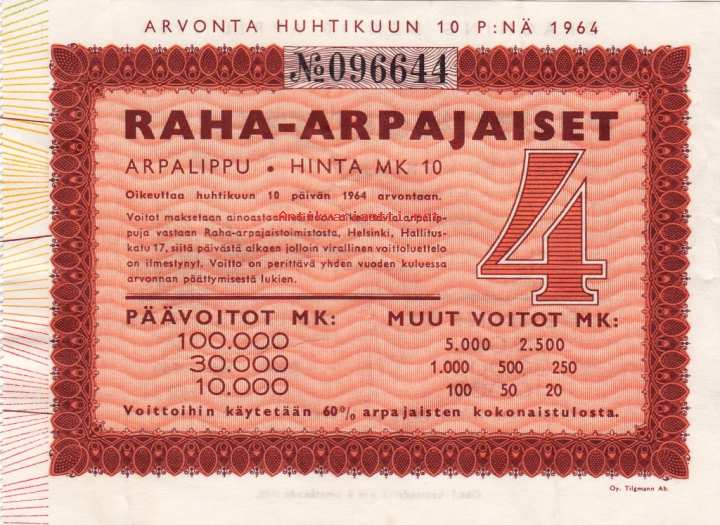 ARVONTA HUHTIKUUN 10 P:NÄ 1964
№096644
RAHA-ARPAJAISET
ARPALIPPU • HINTA MK 10
4
Oikeuttaa huhtikuun 10 päivän 1964 arvontaan.
Voitot maksetaan ainoastaan
puja vastaan Raha-arpajaistoimistosta, Helsinki, Hallitus-
katu 17, siitä päivästä alkaen jolloin virallinen voittoluettelo
on ilmestynyt. Voitto on perittävä yhden vuoden kuluessa
arvonnan päättymisestä lukien.
PÄÄVOITOT MK:
100.000
30.000
10.000
MUUT VOITOT MK:
5.000 2.500
1.000 500 250
100 50 20
Voittoihin käytetään 60% arpajaisten kokonaistulosta.
Oy. Tilgmann Ab.